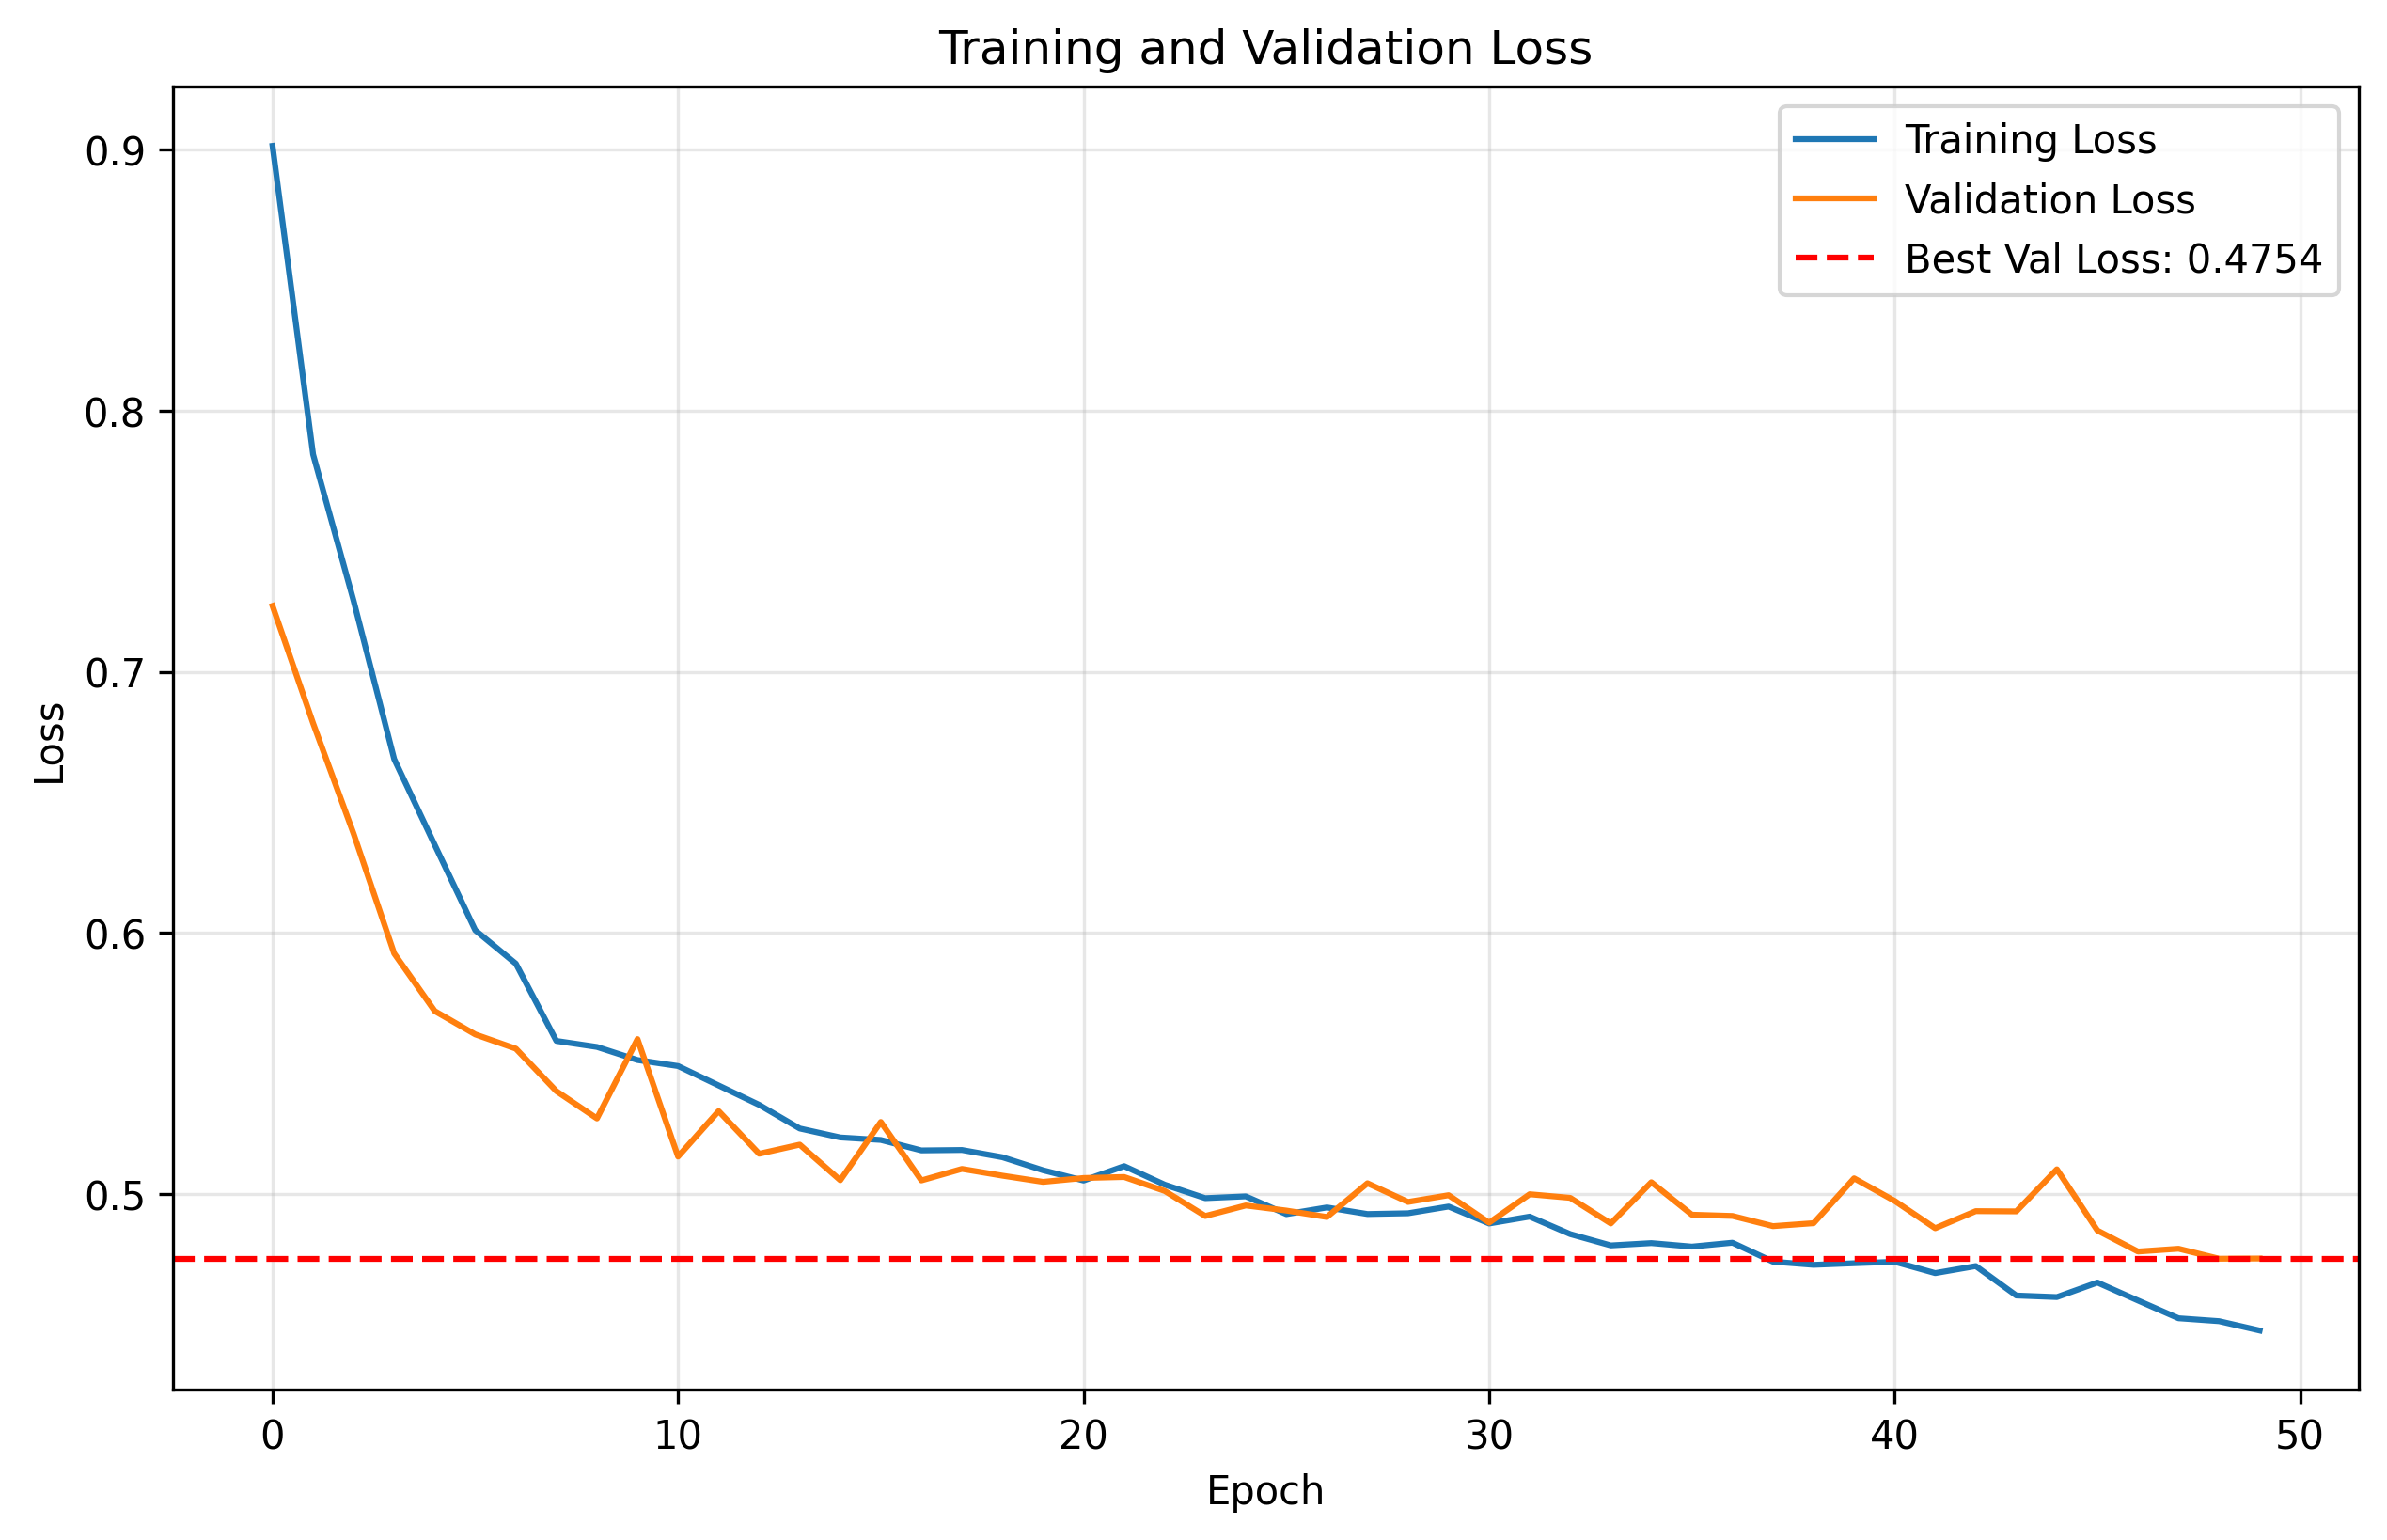 Training and Validation Loss
Training Loss
Validation Loss
Best Val Loss: 0.4754
0.9
0.8
0.7
0.6
0.5
Loss
0 10 20 30 40 50
Epoch